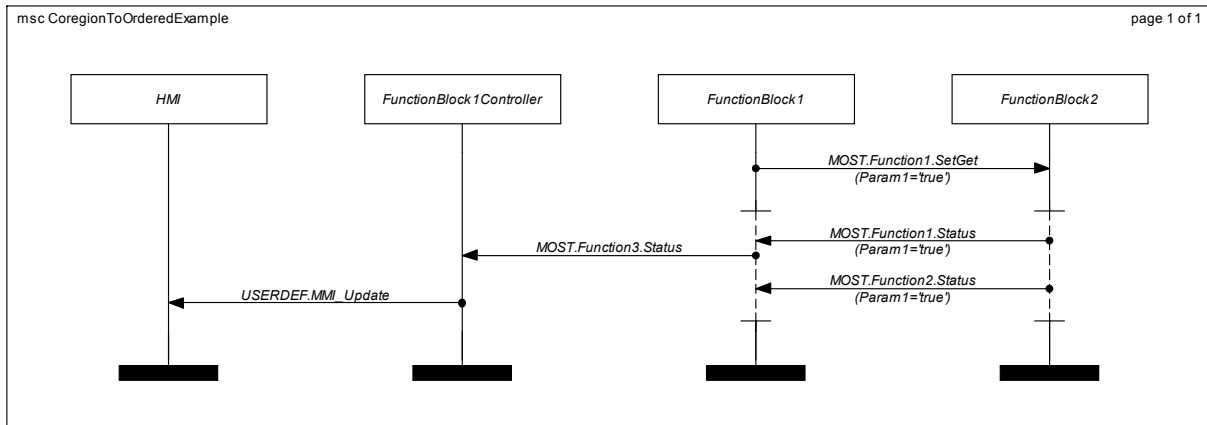 msc CoregionToOrderedExample
page 1 of 1
HMI
FunctionBlock1Controller
FunctionBlock1
FunctionBlock2
MOST.Function1.SetGet
(Param1='true')
MOST.Function1.Status
(Param1='true')
MOST.Function3.Status
MOST.Function2.Status
(Param1='true')
USERDEF.MMI_Update